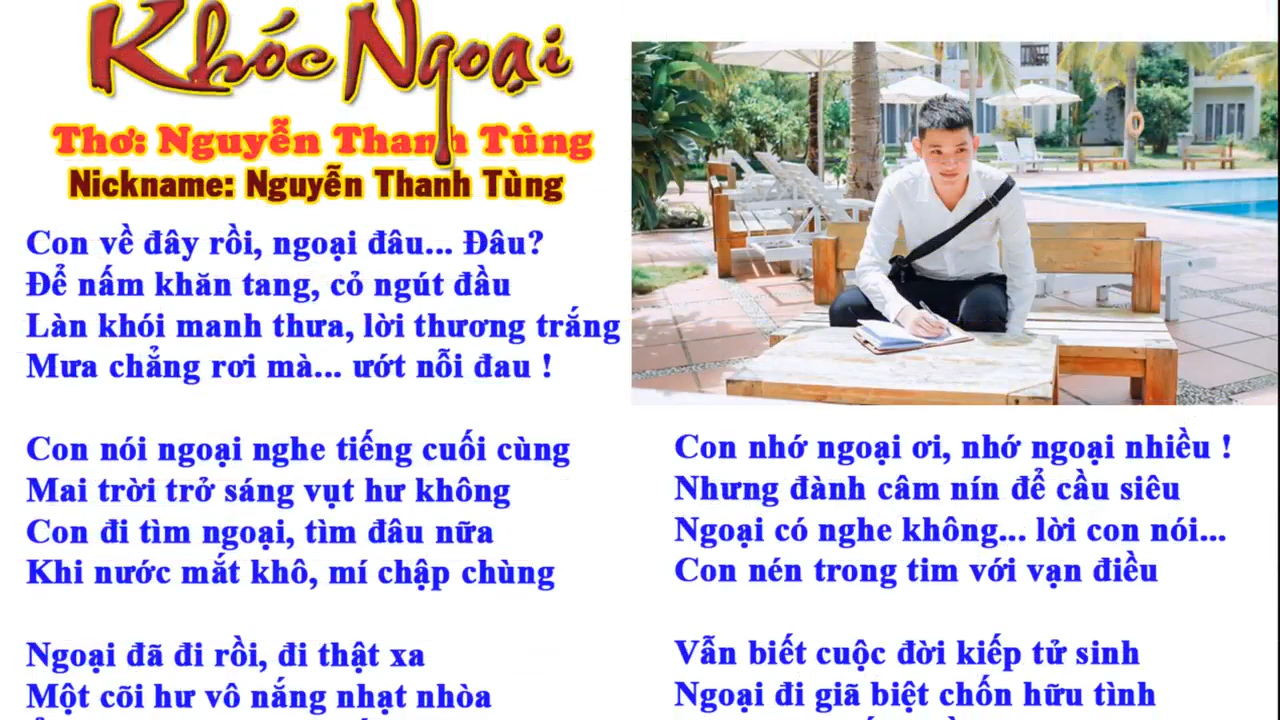 Khóc Ngoại
Thơ: Nguyễn Thanh Tùng
Nickname: Nguyễn Thanh Tùng
Con về đây rồi, ngoại đâu... Đâu?
Để nấm khăn tang, cỏ ngút đầu
Làn khói manh thưa, lời thương trắng
Mưa chẳng rơi mà... ướt nỗi đau !
Con nói ngoại nghe tiếng cuối cùng
Mai trời trở sáng vụt hư không
Con đi tìm ngoại, tìm đâu nữa
Khi nước mắt khô, mí chập chùng
Ngoại đã đi rồi, đi thật xa
Một cõi hư vô nắng nhạt nhòa
Con nhớ ngoại ơi, nhớ ngoại nhiều !
Nhưng đành câm nín để cầu siêu
Ngoại có nghe không... lời con nói...
Con nén trong tim với vạn điều
Vẫn biết cuộc đời kiếp tử sinh
Ngoại đi giã biệt chốn hữu tình